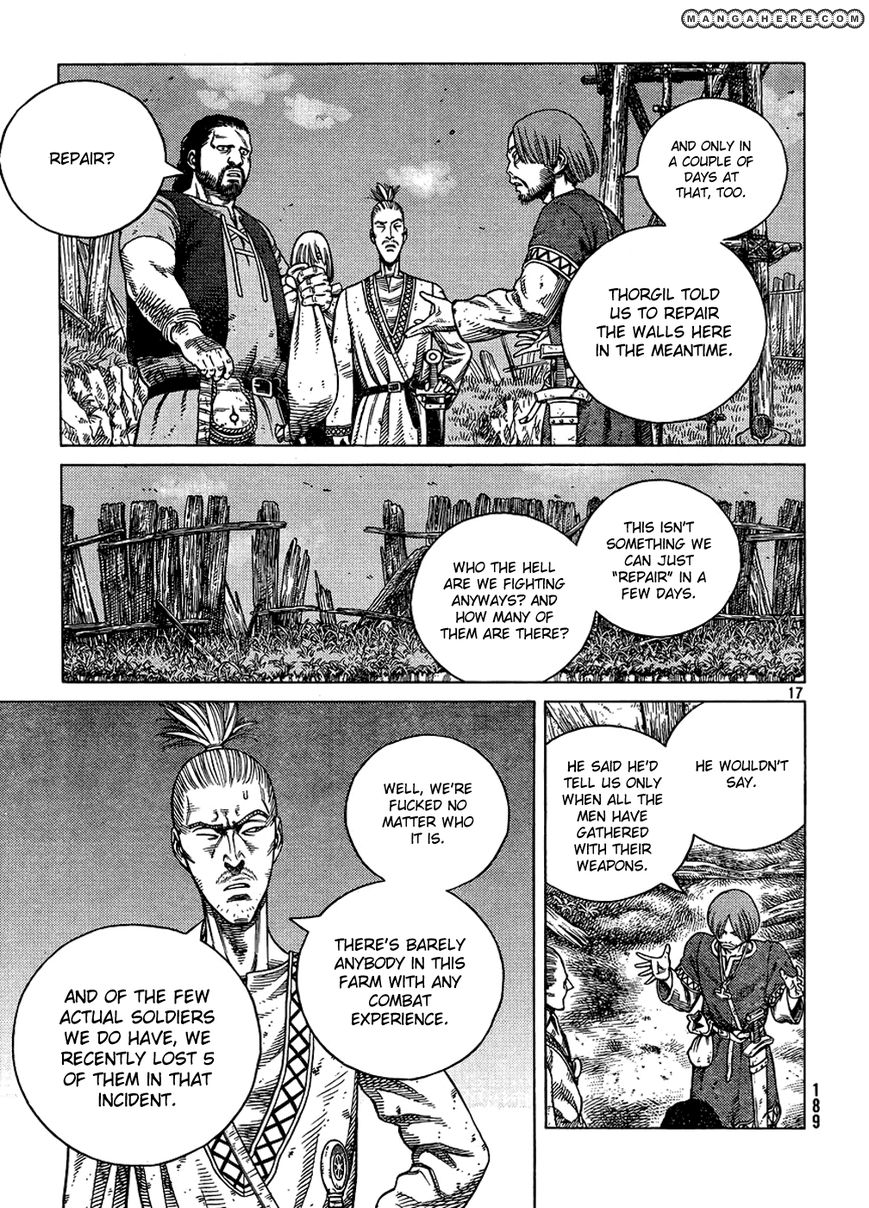 MANGAHERE.COM
AND ONLY
IN A
COUPLE OF
DAYS AT
THAT, TOO.
THORGIL TOLD
US TO REPAIR
THE WALLS HERE
IN THE MEANTIME.
REPAIR?
THIS ISN'T
SOMETHING WE
CAN JUST
"REPAIR" IN A
FEW DAYS.
WHO THE HELL
ARE WE FIGHTING
ANYWAYS? AND
HOW MANY OF
THEM ARE THERE?
17
HE WOULDN'T
SAY.
HE SAID HE'D
TELL US ONLY
WHEN ALL THE
MEN HAVE
GATHERED
WITH THEIR
WEAPONS.
WELL, WE'RE
FUCKED NO
MATTER WHO
IT IS.
THERE'S BARELY
ANYBODY IN THIS
FARM WITH ANY
COMBAT
EXPERIENCE.
AND OF THE FEW
ACTUAL SOLDIERS
WE DO HAVE, WE
RECENTLY LOST 5
OF THEM IN THAT
INCIDENT.
189